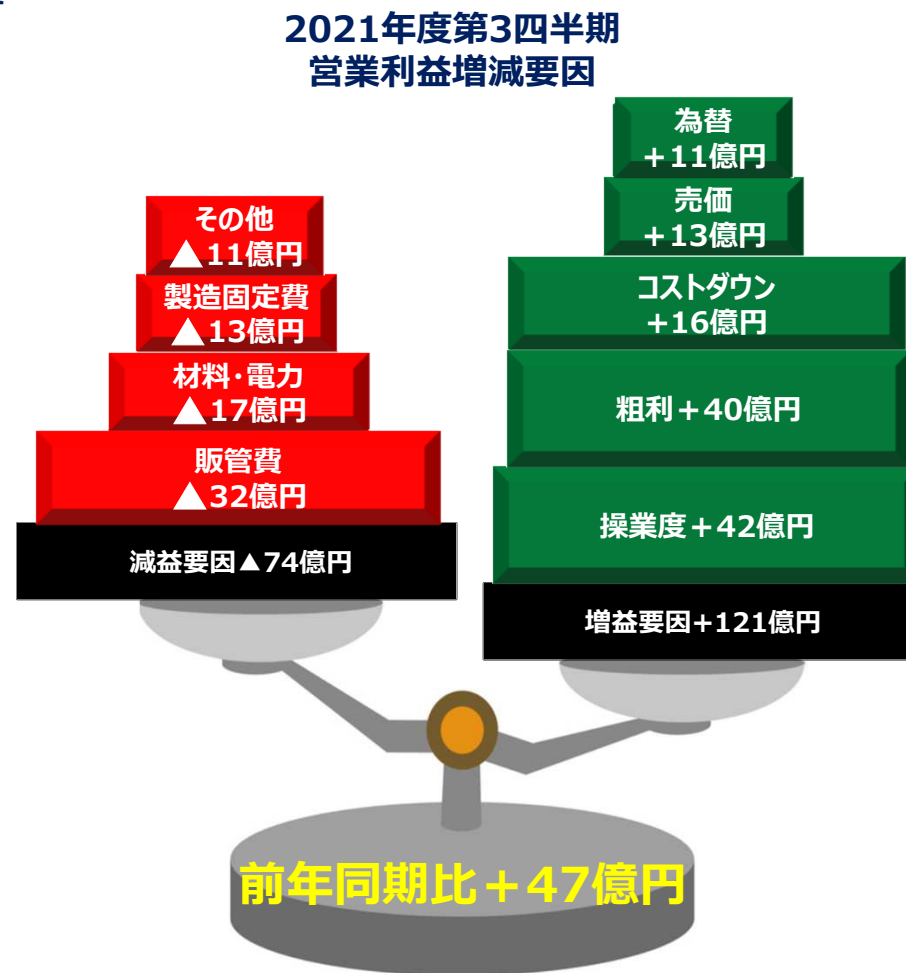 2021年度第3四半期
営業利益増減要因
その他
▲11億円
製造固定費
▲13億円
材料・電力
▲17億円
販管費
▲32億円
減益要因▲74億円
為替
+11億円
売価
+13億円
コストダウン
+16億円
粗利+40億円
操業度+42億円
増益要因+121億円
前年同期比+47億円